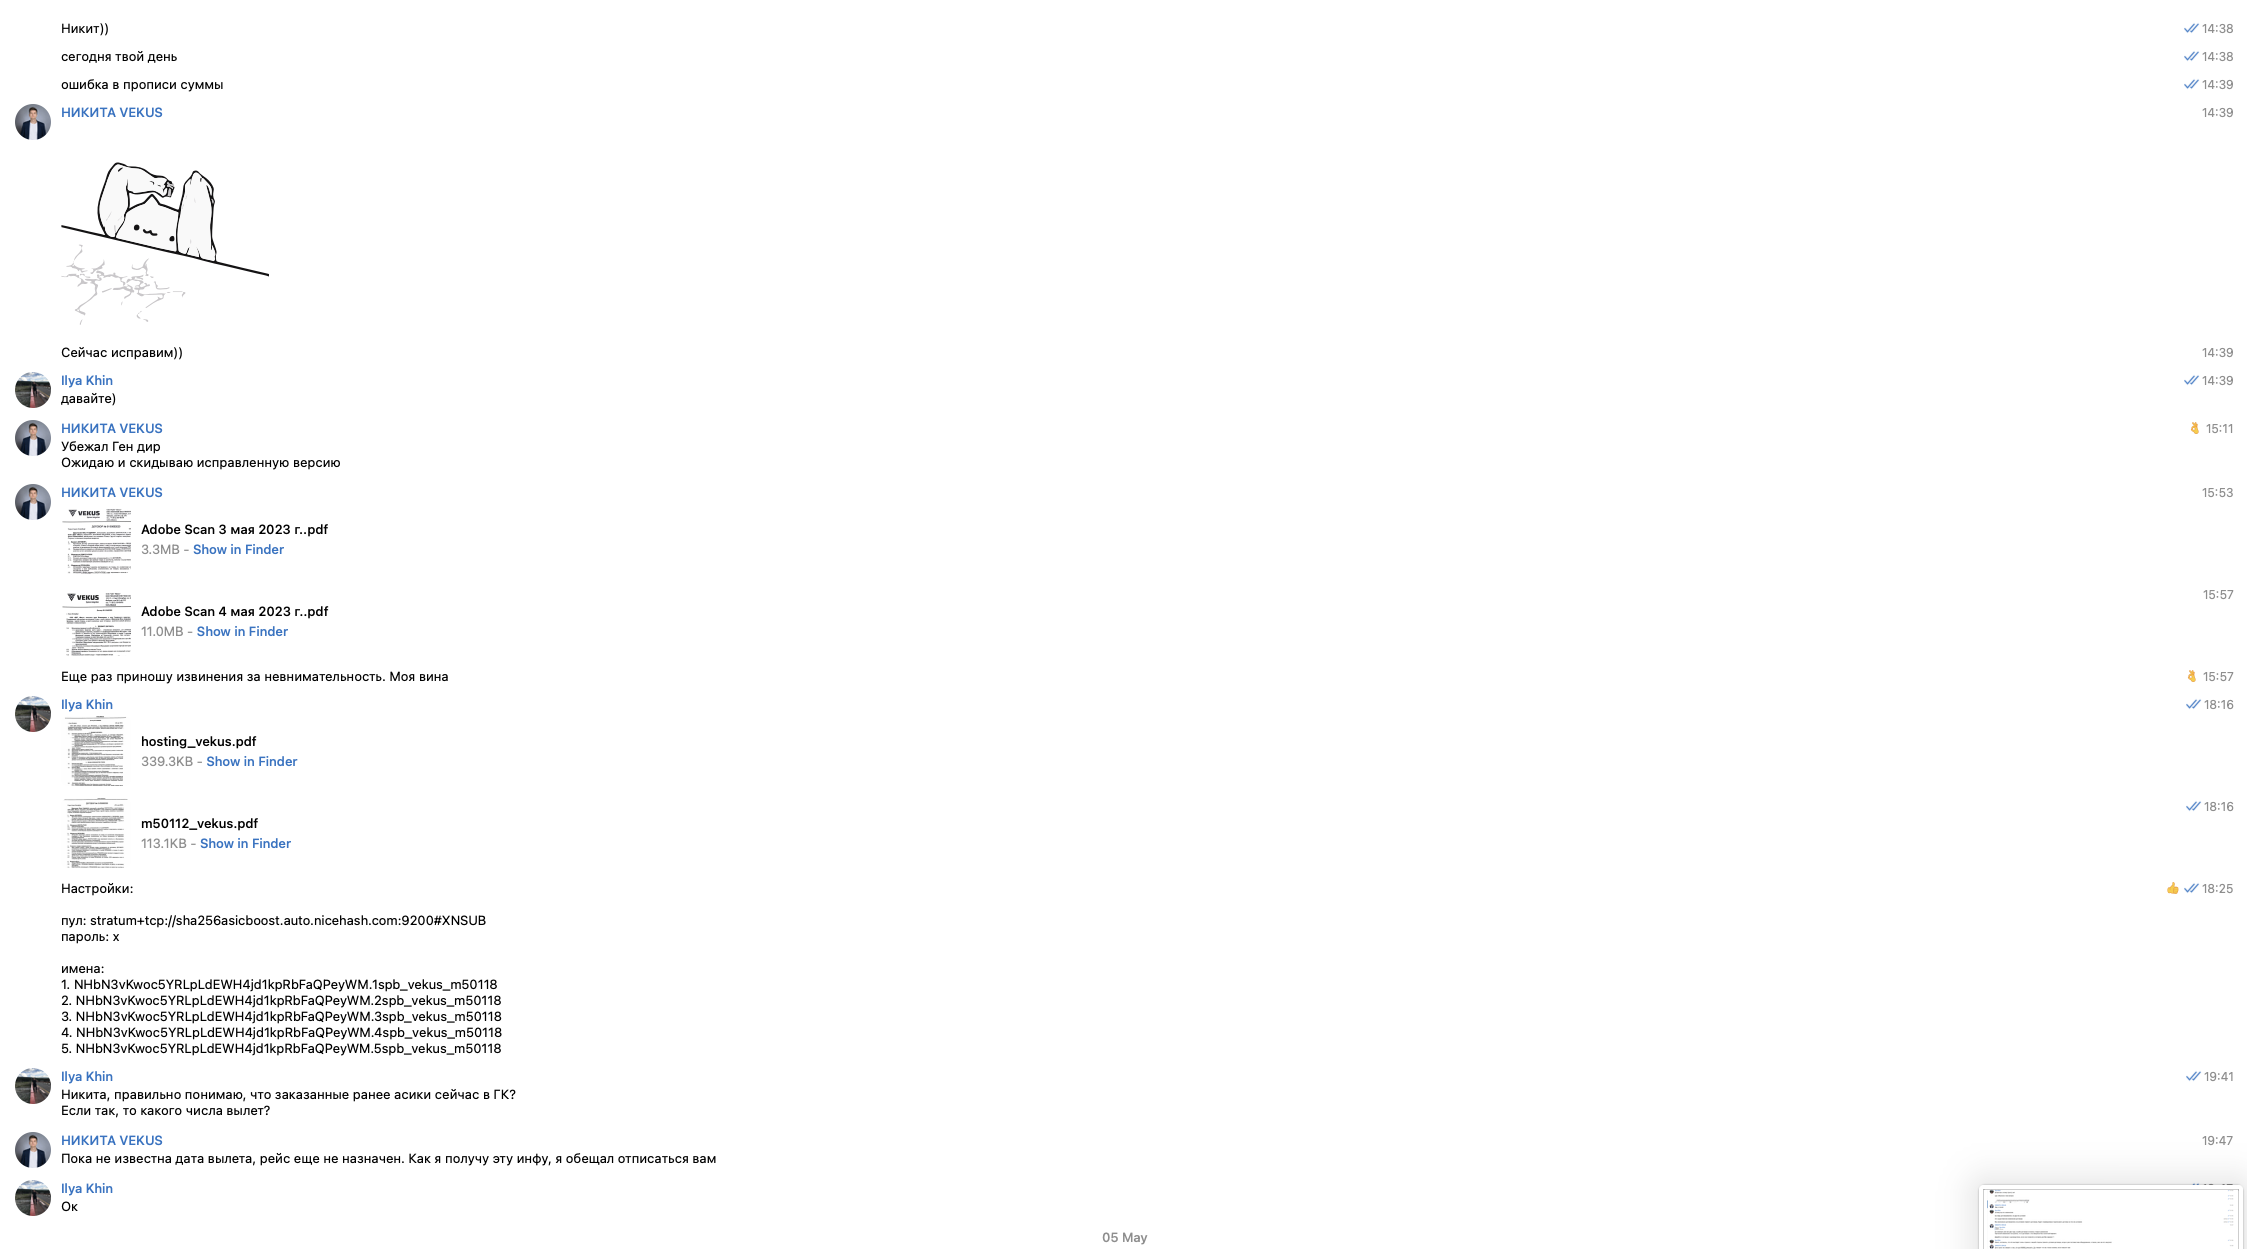 Никит))
14:38
сегодня твой день
14:38
ошибка в прописи суммы
14:39
НИКИТА VEKUS
14:39
Сейчас исправим))
14:39
Ilya Khin
14:39
давайте)
НИКИТА VEKUS
15:11
Убежал Ген дир
Ожидаю и скидываю исправленную версию
НИКИТА VEKUS
15:53
VEKUS
Adobe Scan 3 мая 2023 г..pdf
3.3MB - Show in Finder
15:57
VEKUS
Adobe Scan 4 мая 2023 г..pdf
11.0MB - Show in Finder
Еще раз приношу извинения за невнимательность. Моя вина
15:57
Ilya Khin
18:16
hosting_vekus.pdf
339.3KB - Show in Finder
18:16
m50112_vekus.pdf
113.1KB - Show in Finder
Настройки:
18:25
пул: stratum+tcp://sha256asicboost.auto.nicehash.com:9200#XNSUB
пароль: x
имена:
1. NHbN3vKwoc5YRLpLdEWH4jd1kpRbFaQPeyWM.1spb_vekus_m50118
2. NHbN3vKwoc5YRLpLdEWH4jd1kpRbFaQPeyWM.2spb_vekus_m50118
3. NHbN3vKwoc5YRLpLdEWH4jd1kpRbFaQPeyWM.3spb_vekus_m50118
4. NHbN3vKwoc5YRLpLdEWH4jd1kpRbFaQPeyWM.4spb_vekus_m50118
5. NHbN3vKwoc5YRLpLdEWH4jd1kpRbFaQPeyWM.5spb_vekus_m50118
Ilya Khin
19:41
Никита, правильно понимаю, что заказанные ранее асики сейчас в ГК?
Если так, то какого числа вылет?
НИКИТА VEKUS
19:47
Пока не известна дата вылета, рейс еще не назначен. Как я получу эту инфу, я обещал отписаться вам
Ilya Khin
Ок
05 May